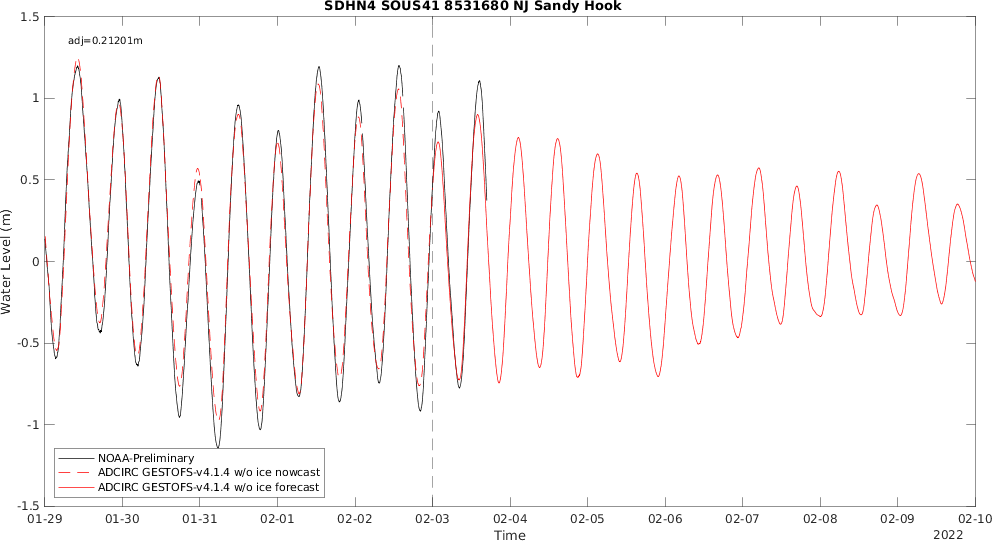 SDHN4 SOUS41 8531680 NJ Sandy Hook
adj=0.21201m
1.5
1
0.5
0
-0.5
-1
-1.5
Water Level (m)
NOAA-Preliminary
ADCIRC GESTOFS-v4.1.4 w/o ice nowcast
ADCIRC GESTOFS-v4.1.4 w/o ice forecast
01-29 01-30 01-31 02-01 02-02 02-03 02-04 02-05 02-06 02-07 02-08 02-09 02-10
Time
2022